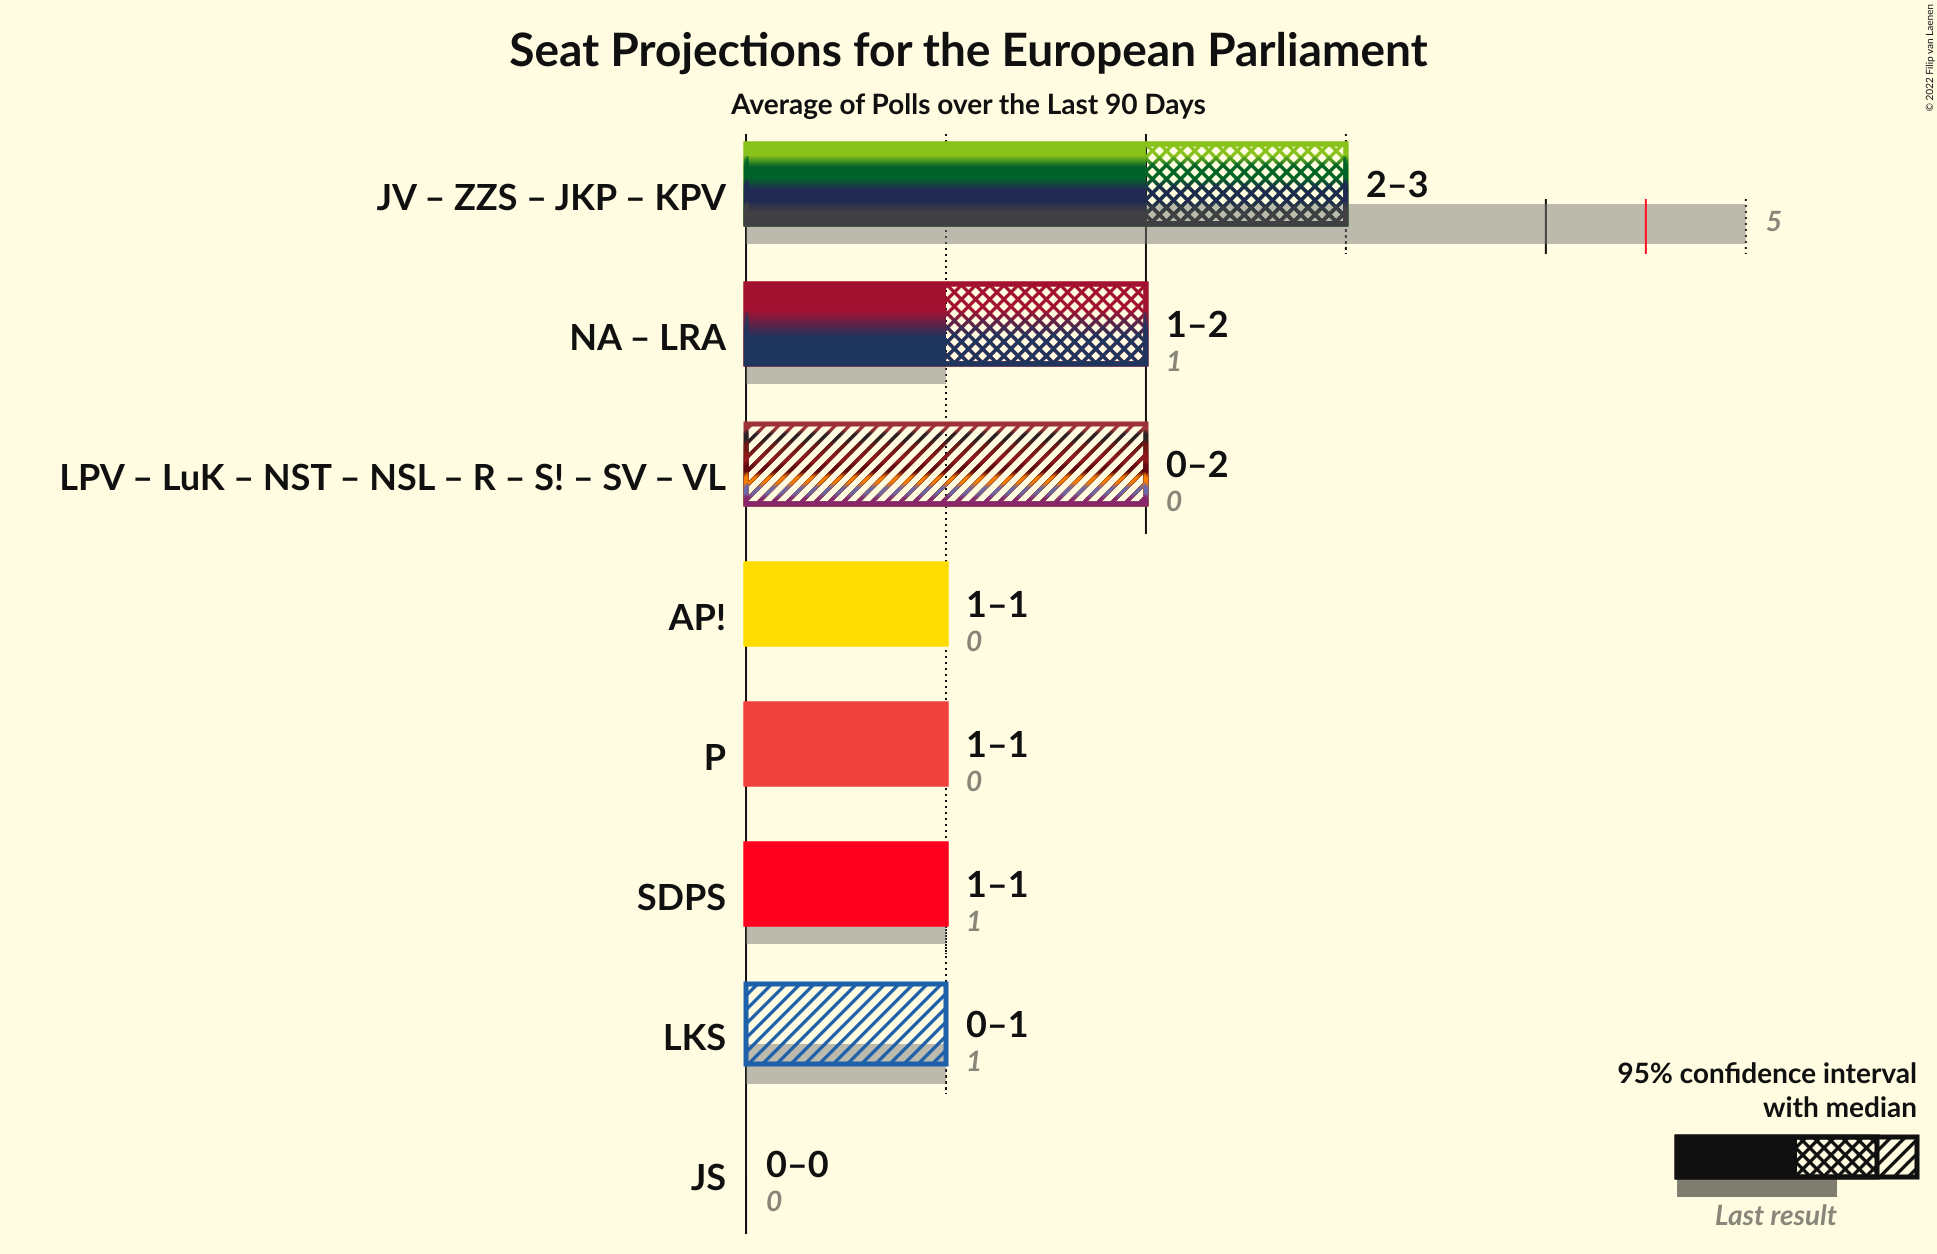 Seat Projections for the European Parliament
Average of Polls over the Last 90 Days
© 2022 Filip van Laenen
JV – ZZS – JKP – KPV
2–3
5
NA – LRA
1–2
1
LPV – LuK – NST – NSL – R – S! – SV – VL
0–2
0
AP!
1–1
0
P
1–1
0
SDPS
1–1
1
LKS
0–1
1
JS
0–0
0
95% confidence interval
with median
Last result